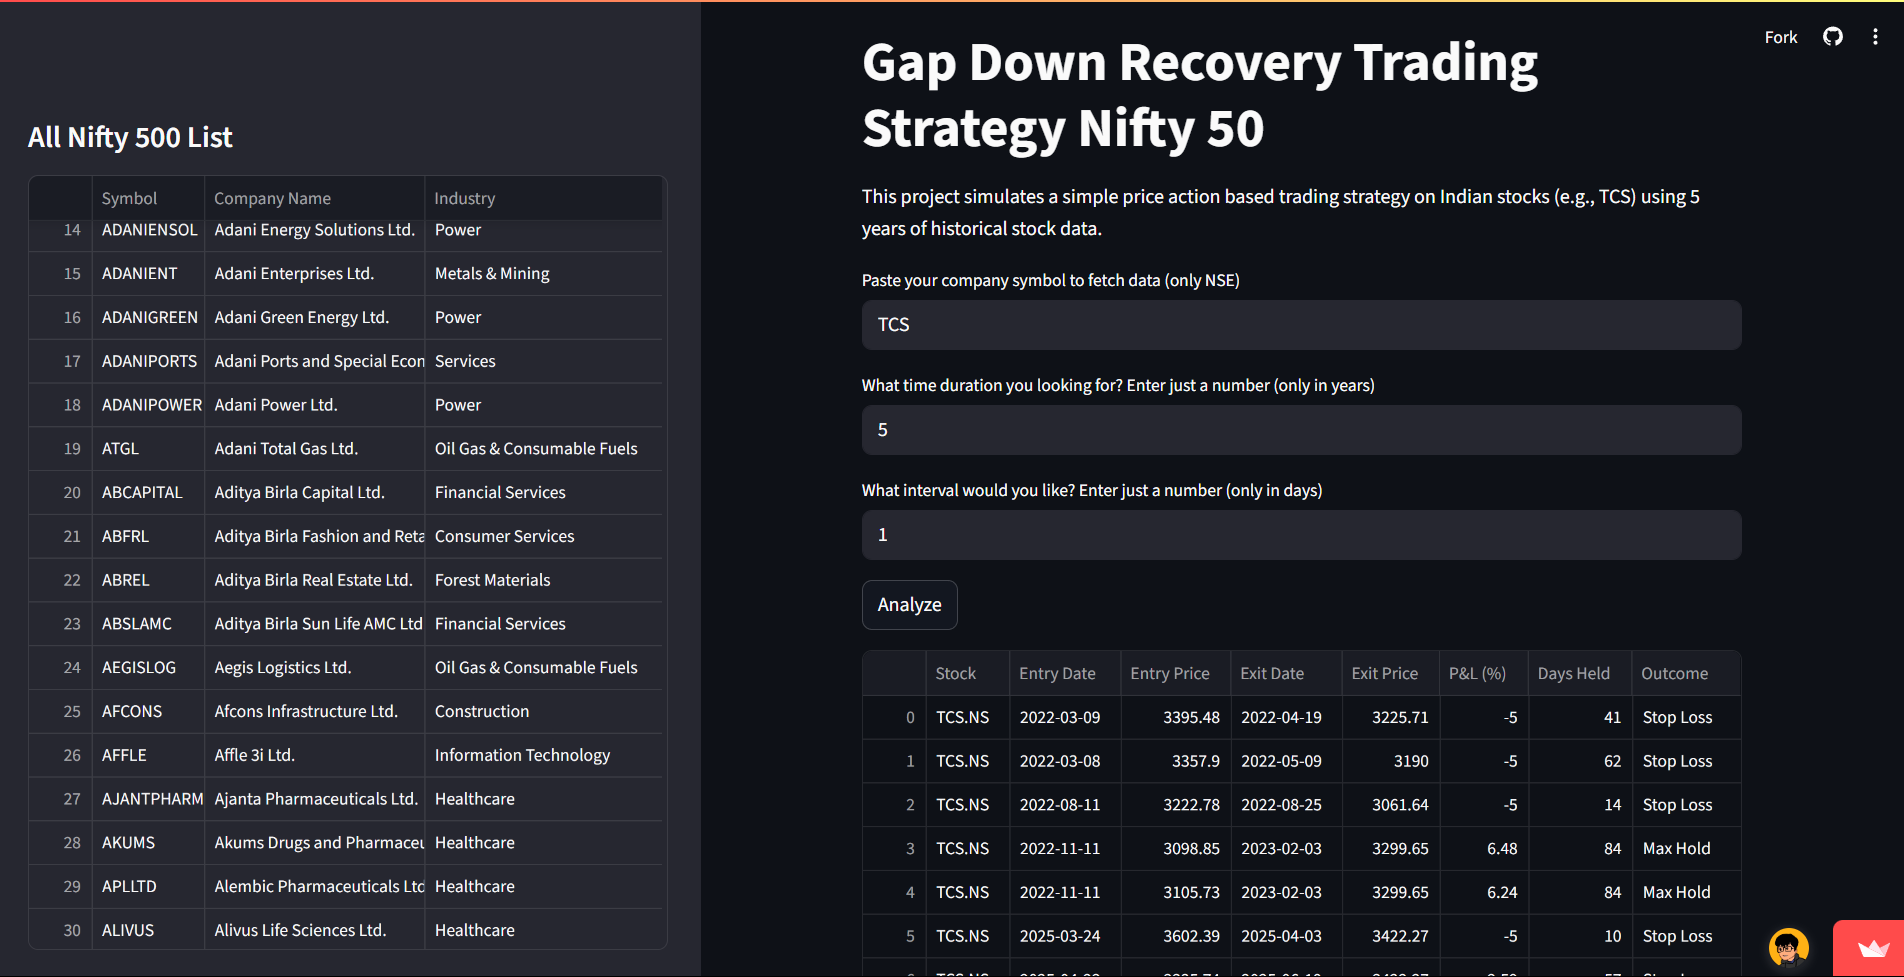 All Nifty 500 List
Symbol Company Name Industry
14 ADANIENSOL Adani Energy Solutions Ltd. Power
15 ADANIENT Adani Enterprises Ltd. Metals & Mining
16 ADANIGREEN Adani Green Energy Ltd. Power
17 ADANIPORTS Adani Ports and Special Econ Services
18 ADANIPOWER Adani Power Ltd. Power
19 ATGL Adani Total Gas Ltd. Oil Gas & Consumable Fuels
20 ABCAPITAL Aditya Birla Capital Ltd. Financial Services
21 ABFRL Aditya Birla Fashion and Reta Consumer Services
22 ABREL Aditya Birla Real Estate Ltd. Forest Materials
23 ABSLAMC Aditya Birla Sun Life AMC Ltd Financial Services
24 AEGISLOG Aegis Logistics Ltd. Oil Gas & Consumable Fuels
25 AFCONS Afcons Infrastructure Ltd. Construction
26 AFFLE Affle 3i Ltd. Information Technology
27 AJANTPHARM Ajanta Pharmaceuticals Ltd. Healthcare
28 AKUMS Akums Drugs and Pharmaceu Healthcare
29 APLLTD Alembic Pharmaceuticals Ltd Healthcare
30 ALIVUS Alivus Life Sciences Ltd. Healthcare
Fork
Gap Down Recovery Trading
Strategy Nifty 50
This project simulates a simple price action based trading strategy on Indian stocks (e.g., TCS) using 5
years of historical stock data.
Paste your company symbol to fetch data (only NSE)
TCS
What time duration you looking for? Enter just a number (only in years)
5
What interval would you like? Enter just a number (only in days)
1
Analyze
Stock Entry Date Entry Price Exit Date Exit Price P&L (%) Days Held Outcome
0 TCS.NS 2022-03-09 3395.48 2022-04-19 3225.71 -5 41 Stop Loss
1 TCS.NS 2022-03-08 3357.9 2022-05-09 3190 -5 62 Stop Loss
2 TCS.NS 2022-08-11 3222.78 2022-08-25 3061.64 -5 14 Stop Loss
3 TCS.NS 2022-11-11 3098.85 2023-02-03 3299.65 6.48 84 Max Hold
4 TCS.NS 2022-11-11 3105.73 2023-02-03 3299.65 6.24 84 Max Hold
5 TCS.NS 2025-03-24 3602.39 2025-04-03 3422.27 -5 10 Stop Loss